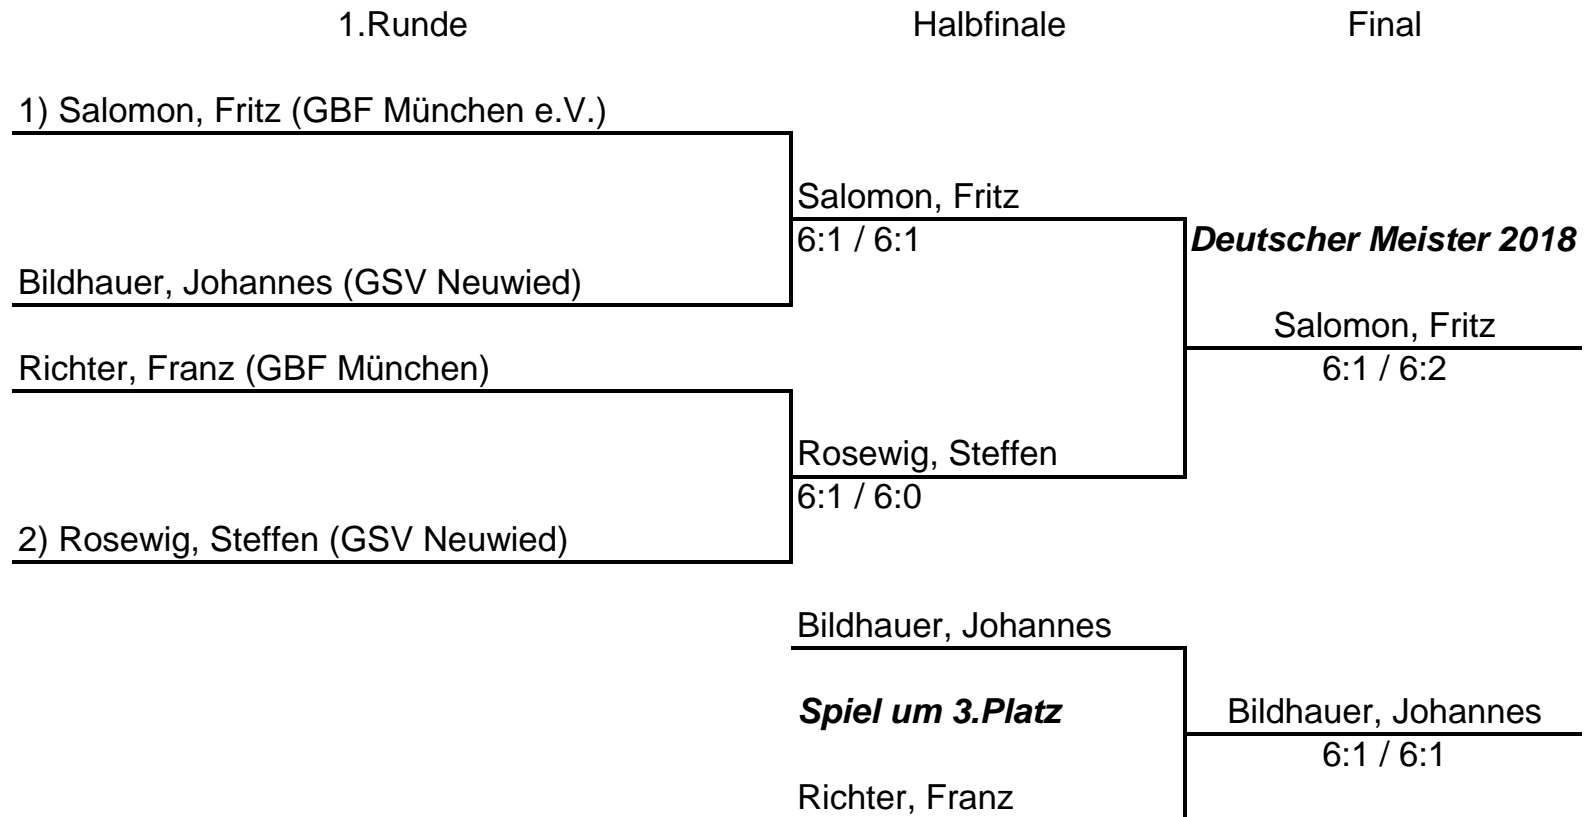 1.Runde Halbfinale Final
1) Salomon, Fritz (GBF München e.V.)
Salomon, Fritz
6:1 / 6:1 Deutscher Meister 2018
Bildhauer, Johannes (GSV Neuwied)
Salomon, Fritz
Richter, Franz (GBF München) 6:1 / 6:2
Rosewig, Steffen
6:1 / 6:0
2) Rosewig, Steffen (GSV Neuwied)
Bildhauer, Johannes
Spiel um 3.Platz Bildhauer, Johannes
6:1 / 6:1
Richter, Franz